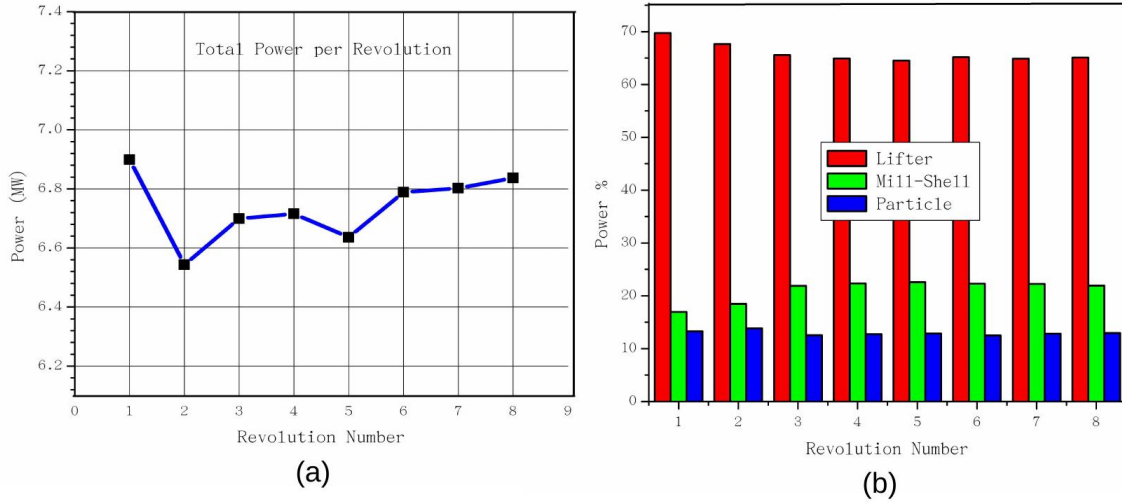 Total Power per Revolution
7.4
7.2
7.0
6.8
6.6
6.4
6.2
Power (MW)
0 1 2 3 4 5 6 7 8 9
Revolution Number
(a)
70
60
50
40
30
20
10
0
Power %
Lifter
Mill-Shell
Particle
1 2 3 4 5 6 7 8
Revolution Number
(b)